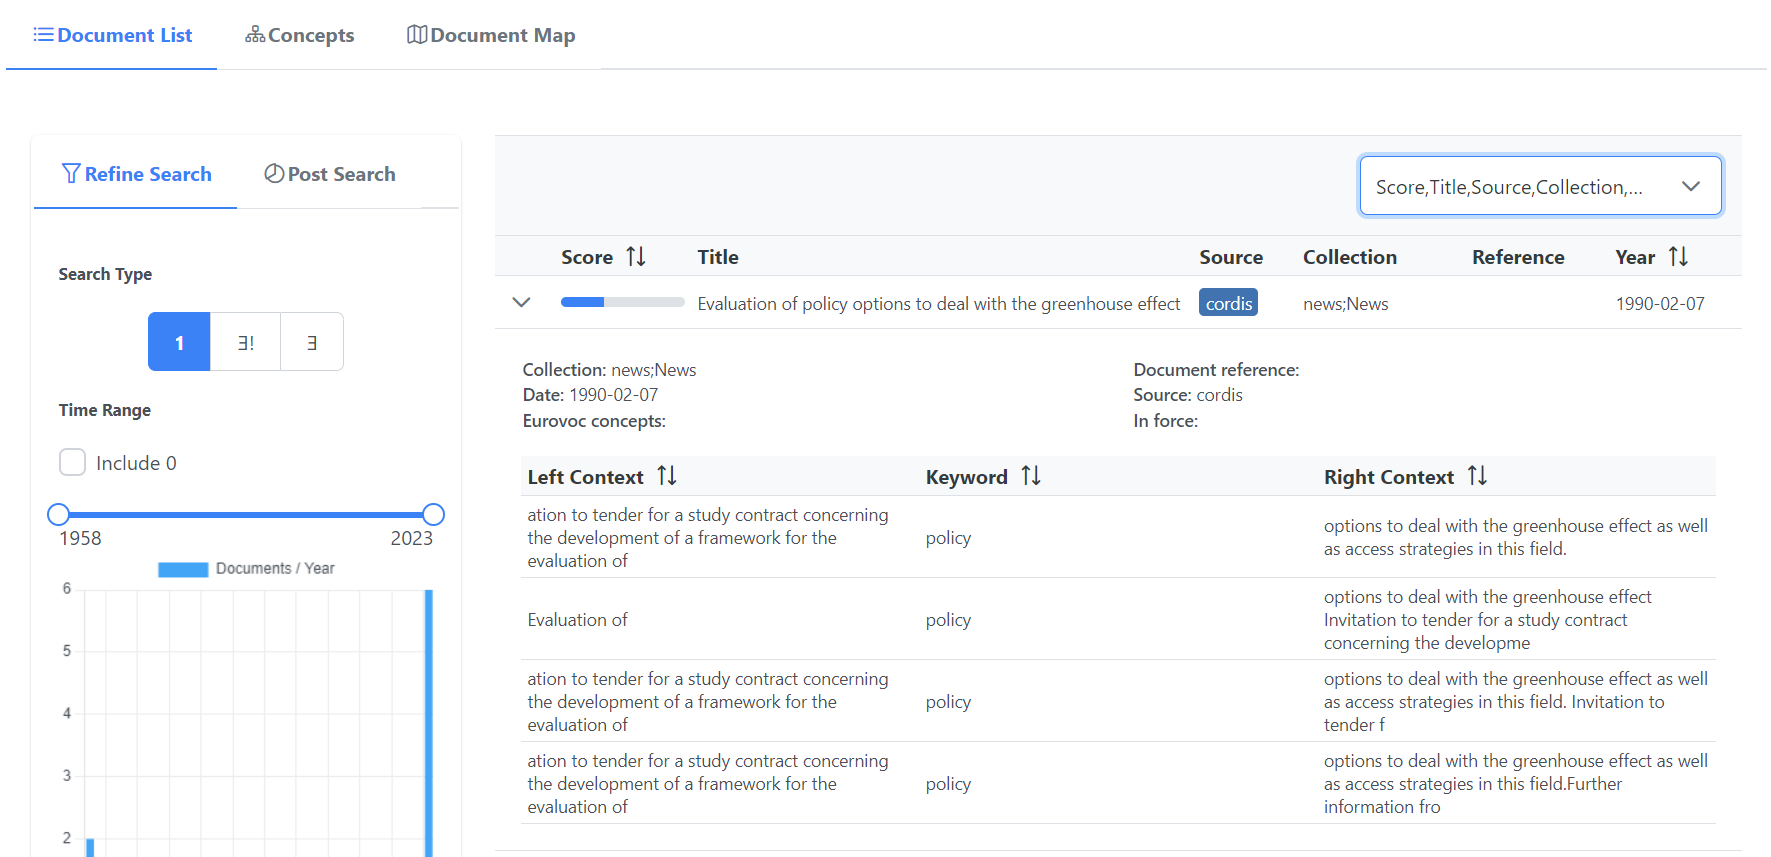 Document List Concepts Document Map
Refine Search Post Search
Search Type
1 ∃! ∃
Time Range
Include 0
1958 2023
Documents / Year
6
5
4
3
2
Score,Title,Source,Collection,...
Score Title Source Collection Reference Year
Evaluation of policy options to deal with the greenhouse effect cordis news;News 1990-02-07
Collection: news;News
Date: 1990-02-07
Eurovoc concepts:
Document reference:
Source: cordis
In force:
Left Context Keyword Right Context
ation to tender for a study contract concerning
the development of a framework for the
evaluation of
policy
options to deal with the greenhouse effect as well
as access strategies in this field.
Evaluation of
policy
options to deal with the greenhouse effect
Invitation to tender for a study contract
concerning the developme
ation to tender for a study contract concerning
the development of a framework for the
evaluation of
policy
options to deal with the greenhouse effect as well
as access strategies in this field. Invitation to
tender f
ation to tender for a study contract concerning
the development of a framework for the
evaluation of
policy
options to deal with the greenhouse effect as well
as access strategies in this field.Further
information fro